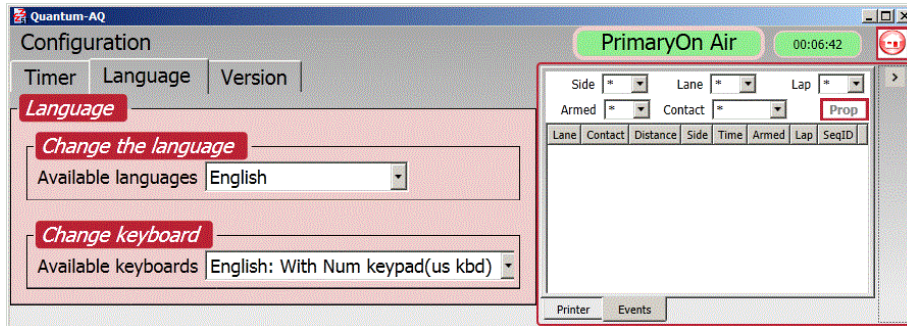 Quantum-AQ
Configuration
PrimaryOn Air
00:06:42
Timer
Language
Version
Language
Change the language
Available languages English
Change keyboard
Available keyboards English: With Num keypad(us kbd)
Side * Lane * Lap *
Armed * Contact * Prop
Lane Contact Distance Side Time Armed Lap SeqID
Printer Events